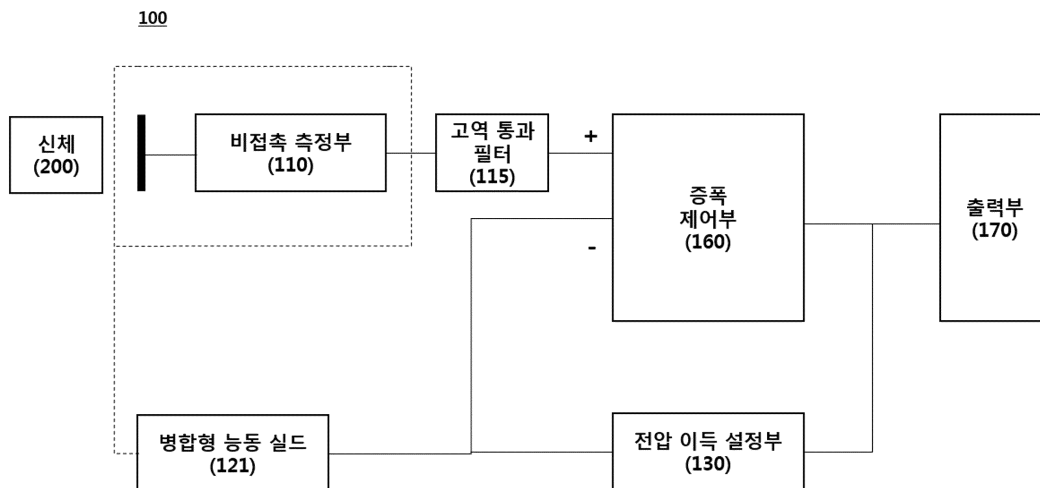 100
신체
(200)
비접촉 측정부
(110)
고역 통과
필터
(115)
+
-
증폭
제어부
(160)
출력부
(170)
병합형 능동 실드
(121)
전압 이득 설정부
(130)